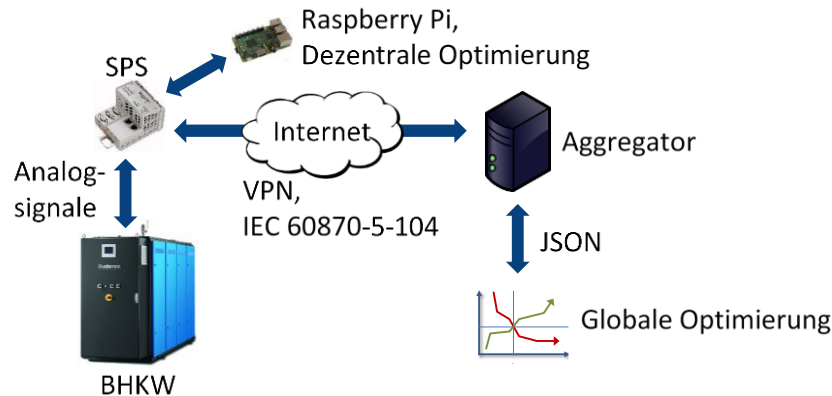 Raspberry Pi,
Dezentrale Optimierung
SPS
Internet
Aggregator
Analog-
signale
VPN,
IEC 60870-5-104
JSON
Globale Optimierung
BHKW